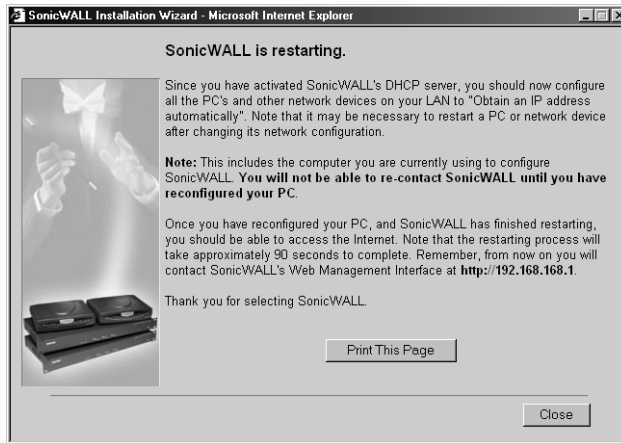 SonicWALL Installation Wizard - Microsoft Internet Explorer
SonicWALL is restarting.
Since you have activated SonicWALL's DHCP server, you should now configure
all the PC's and other network devices on your LAN to "Obtain an IP address
automatically". Note that it may be necessary to restart a PC or network device
after changing its network configuration.
Note: This includes the computer you are currently using to configure
SonicWALL. You will not be able to re-contact SonicWALL until you have
reconfigured your PC.
Once you have reconfigured your PC, and SonicWALL has finished restarting,
you should be able to access the Internet. Note that the restarting process will
take approximately 90 seconds to complete. Remember, from now on you will
contact SonicWALL's Web Management Interface at http://192.168.168.1.
Thank you for selecting SonicWALL.
Print This Page
Close